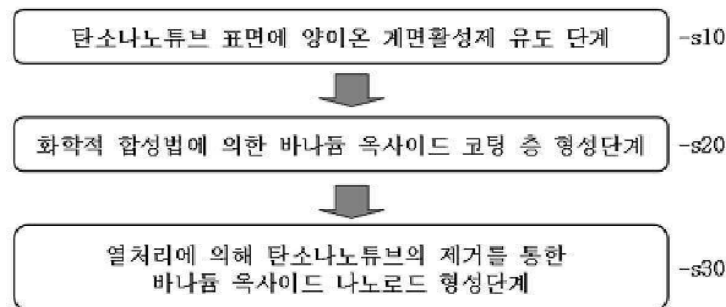 탄소나노튜브 표면에 양이온 계면활성제 유도 단계 -s10
화학적 합성법에 의한 바나듐 옥사이드 코팅 층 형성단계 -s20
열처리에 의해 탄소나노튜브의 제거를 통한
바나듐 옥사이드 나노로드 형성단계 -s30